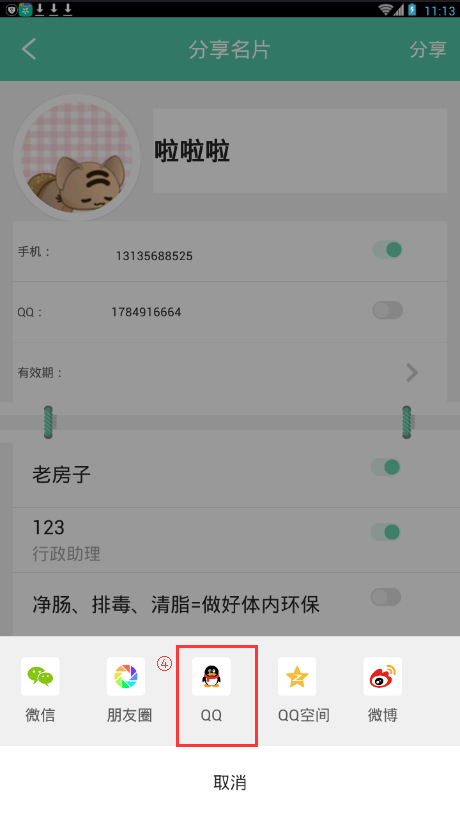 11:13
分享名片 分享
啦啦啦
手机： 13135688525
QQ： 1784916664
有效期：
老房子
123
行政助理
净肠、排毒、清脂=做好体内环保
④
微信 朋友圈 QQ QQ空间 微博
取消